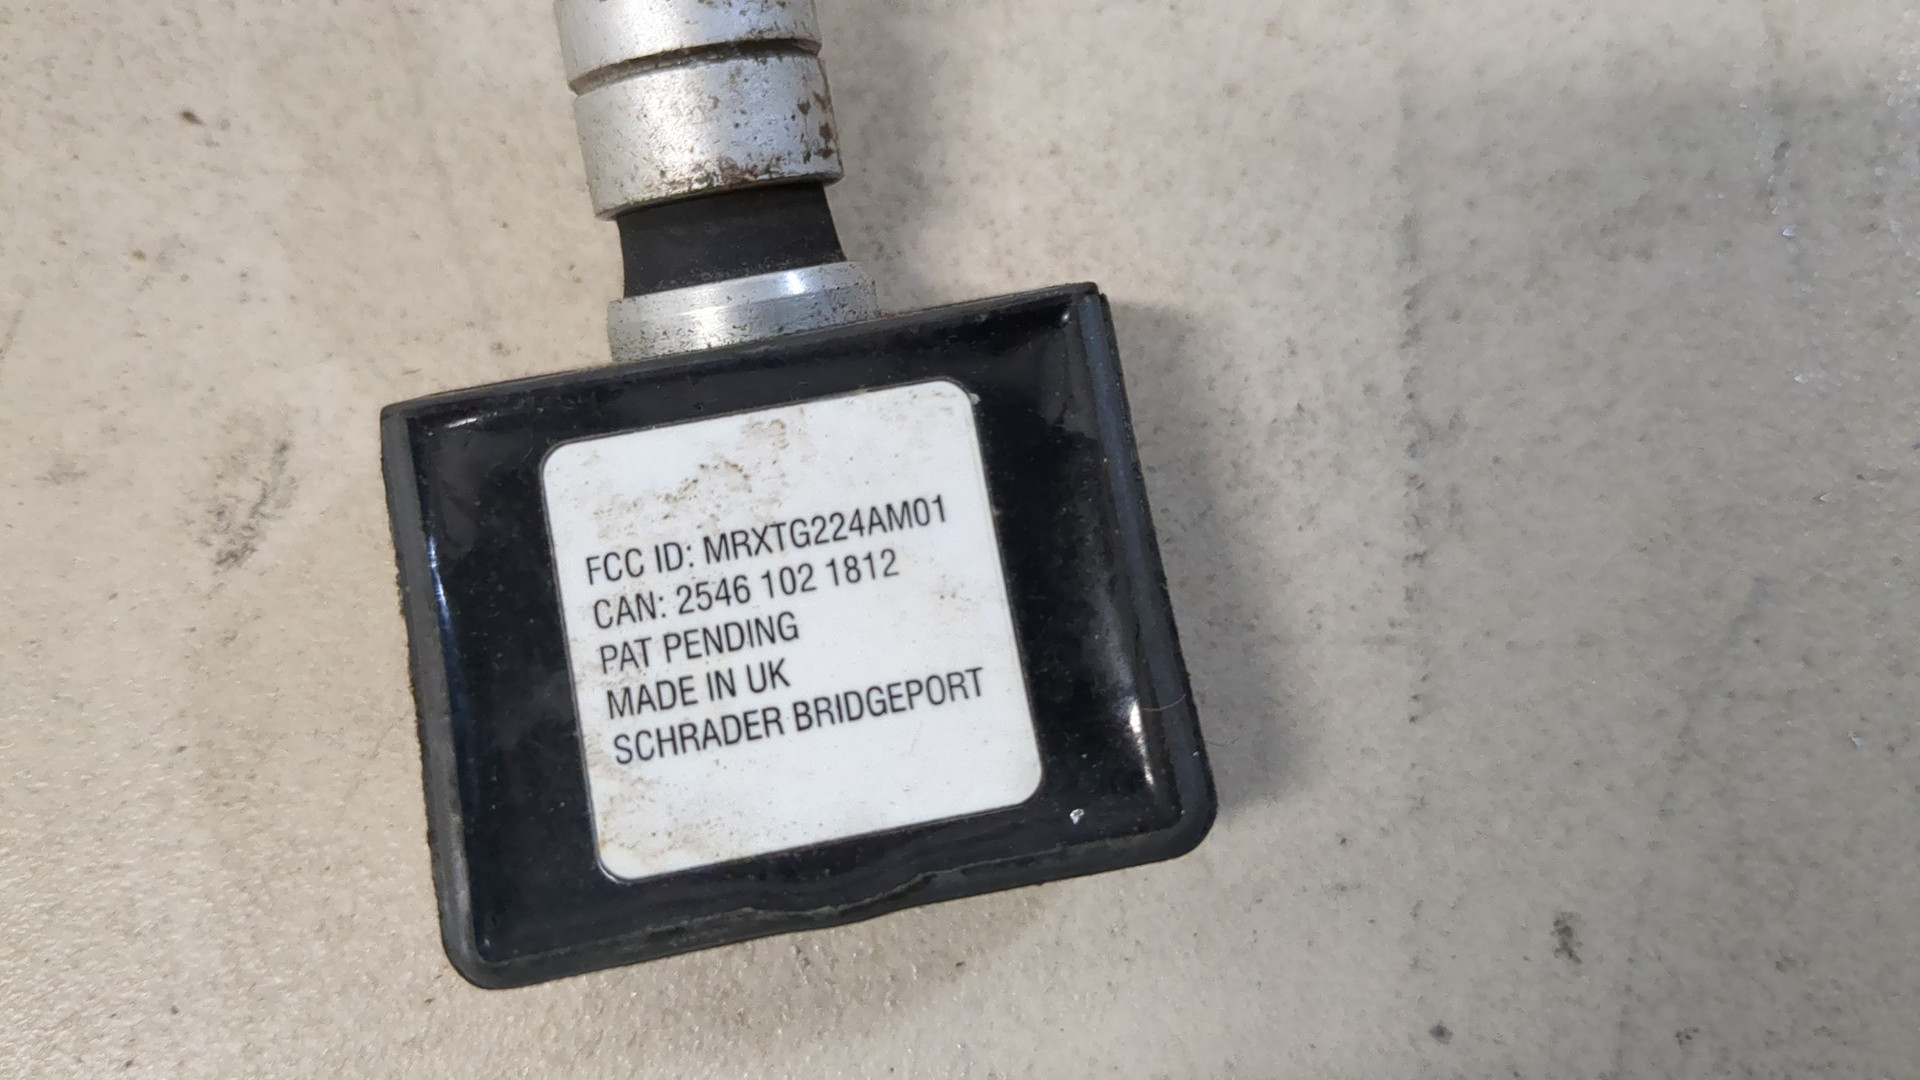 FCC ID: MRXTG224AM01
CAN: 2546 102 1812
PAT PENDING
MADE IN UK
SCHRADER BRIDGEPORT